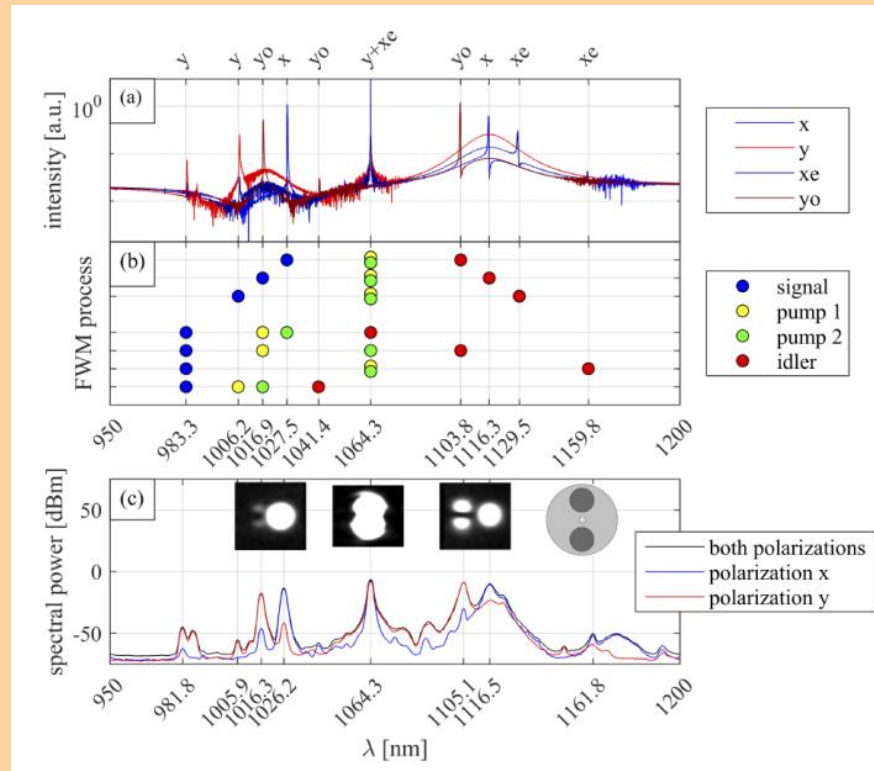 y y yo x yo y+xe yo x xe xe
(a)
10^0
intensity [a.u.]
x
y
xe
yo
(b)
FWM process
signal
pump 1
pump 2
idler
950 983.3 1006.2 1016.9 1027.5 1041.4 1064.3 1103.8 1116.3 1129.5 1159.8 1200
(c)
spectral power [dBm]
50
0
-50
both polarizations
polarization x
polarization y
950 981.8 1005.9 1016.3 1026.2 1064.3 1105.1 1116.5 1161.8 1200
λ [nm]